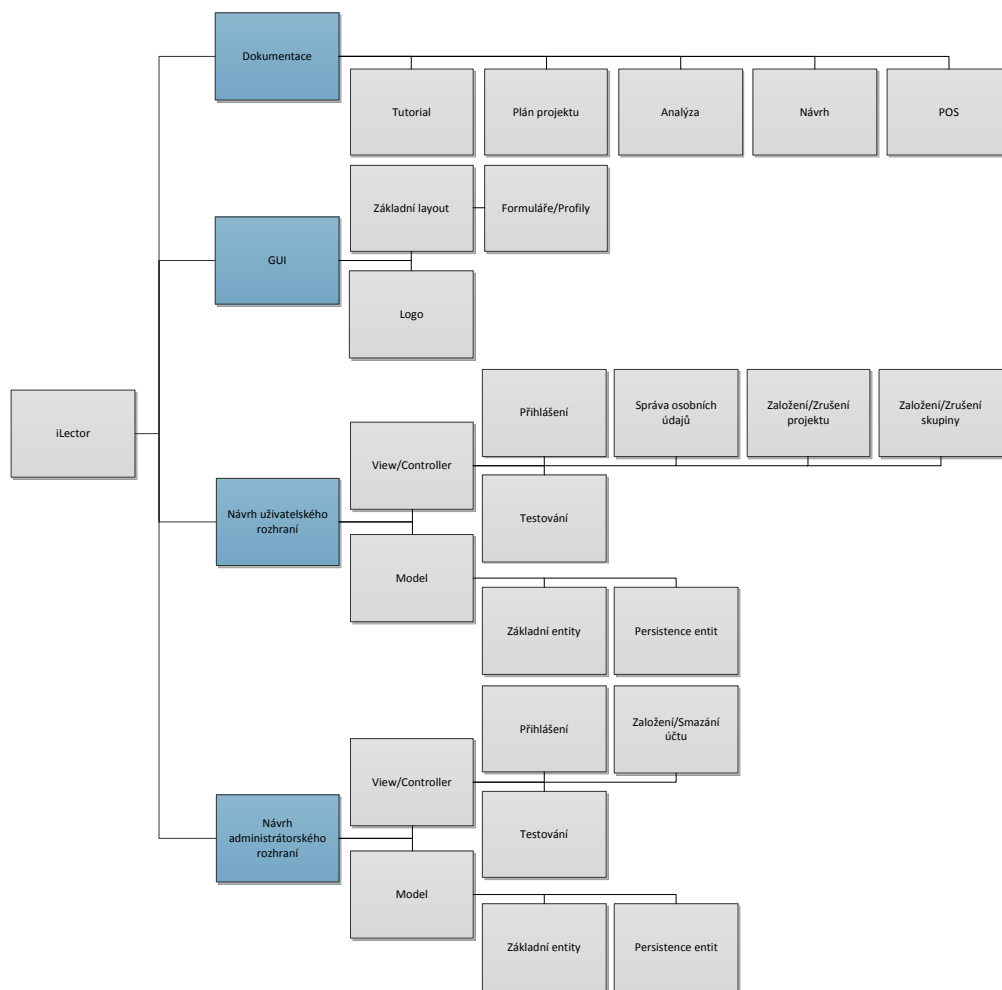 Dokumentace
Tutorial
Plán projektu
Analýza
Návrh
POS
Základní layout
Formuláře/Profily
GUI
Logo
iLector
Přihlášení
Správa osobních
údajů
Založení/Zrušení
projektu
Založení/Zrušení
skupiny
View/Controller
Návrh uživatelského
rozhraní
Testování
Model
Základní entity
Persistence entit
Přihlášení
Založení/Smazání
účtu
View/Controller
Návrh
administrátorského
rozhraní
Testování
Model
Základní entity
Persistence entit